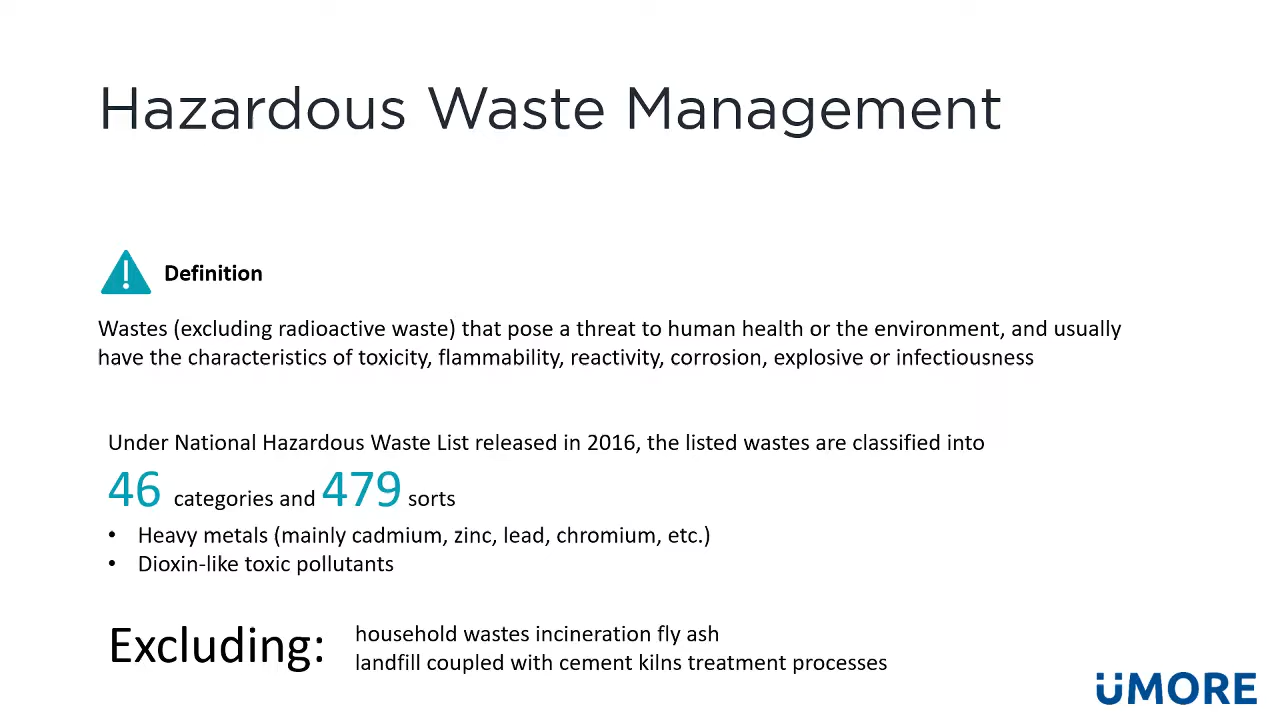 Hazardous Waste Management
Definition
Wastes (excluding radioactive waste) that pose a threat to human health or the environment, and usually
have the characteristics of toxicity, flammability, reactivity, corrosion, explosive or infectiousness
Under National Hazardous Waste List released in 2016, the listed wastes are classified into
46 categories and 479 sorts
• Heavy metals (mainly cadmium, zinc, lead, chromium, etc.)
• Dioxin-like toxic pollutants
Excluding:
household wastes incineration fly ash
landfill coupled with cement kilns treatment processes
ÜMORE